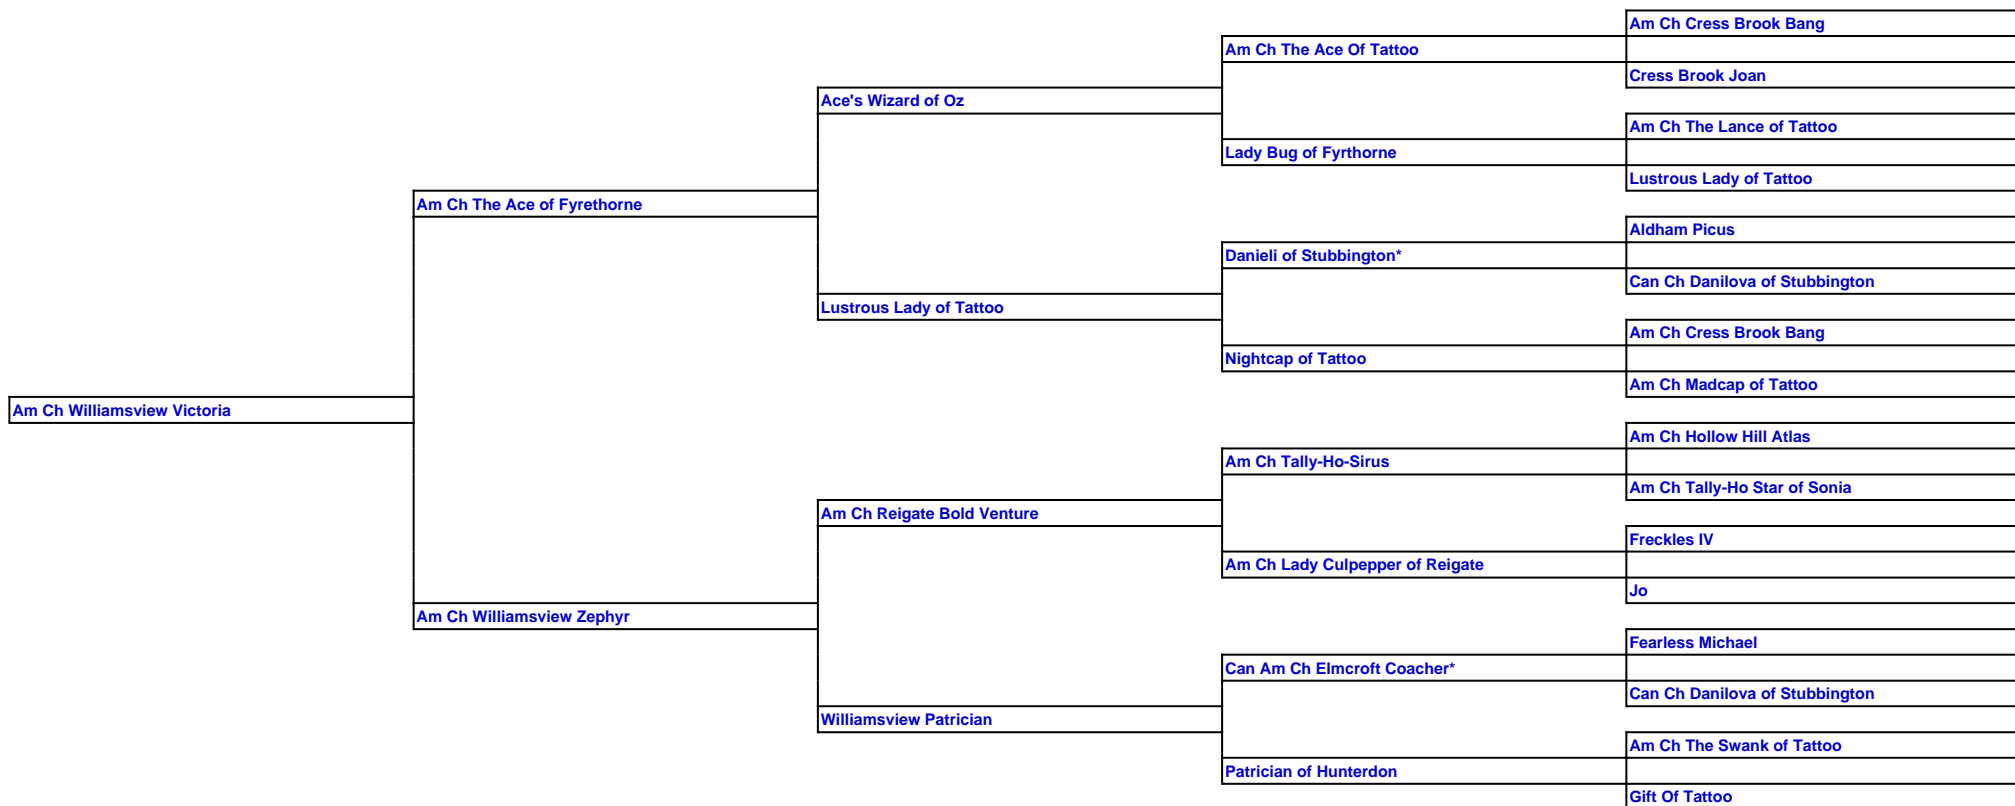 Am Ch Cress Brook Bang
Am Ch The Ace Of Tattoo
Cress Brook Joan
Ace's Wizard of Oz
Am Ch The Lance of Tattoo
Lady Bug of Fyrthorne
Lustrous Lady of Tattoo
Am Ch The Ace of Fyrethorne
Aldham Picus
Danieli of Stubbington*
Can Ch Danilova of Stubbington
Lustrous Lady of Tattoo
Am Ch Cress Brook Bang
Nightcap of Tattoo
Am Ch Madcap of Tattoo
Am Ch Williamsview Victoria
Am Ch Hollow Hill Atlas
Am Ch Tally-Ho-Sirus
Am Ch Tally-Ho Star of Sonia
Am Ch Reigate Bold Venture
Freckles IV
Am Ch Lady Culpepper of Reigate
Jo
Am Ch Williamsview Zephyr
Fearless Michael
Can Am Ch Elmcroft Coacher*
Can Ch Danilova of Stubbington
Williamsview Patrician
Am Ch The Swank of Tattoo
Patrician of Hunterdon
Gift Of Tattoo